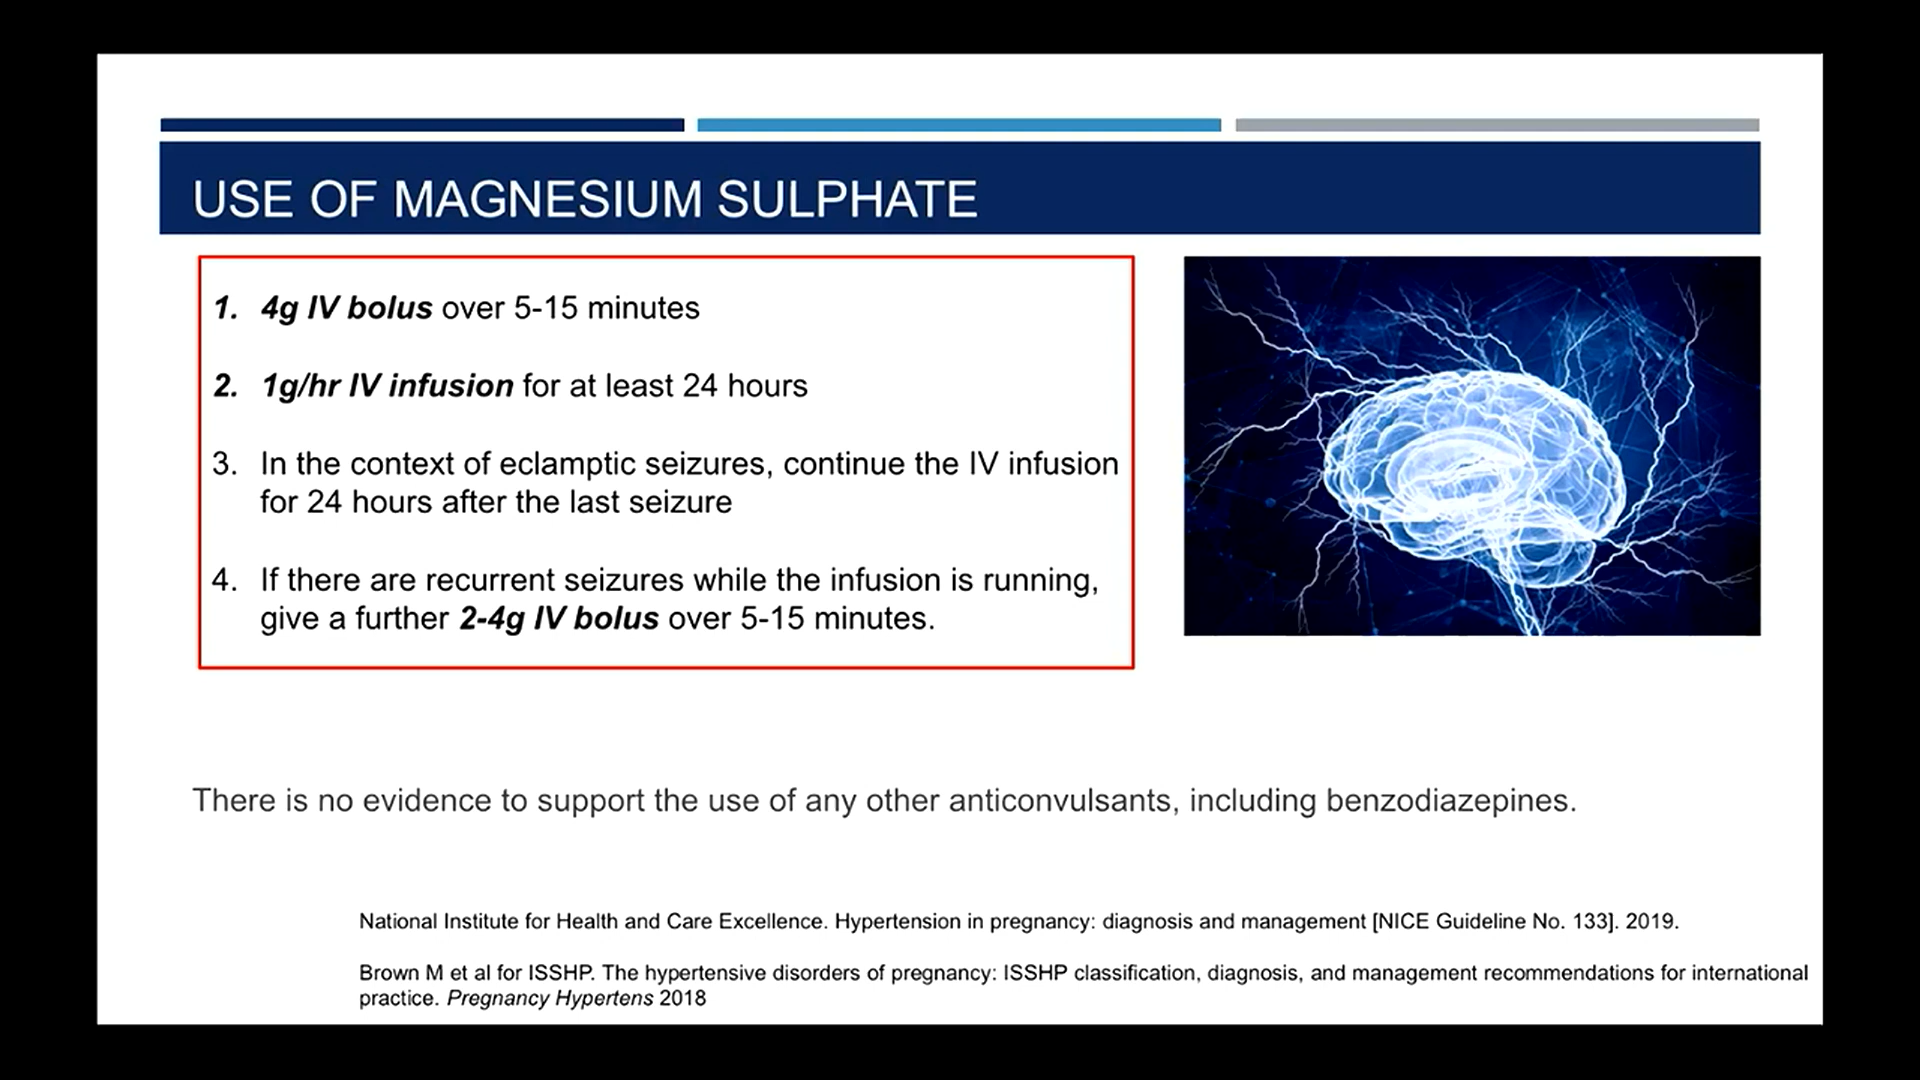 USE OF MAGNESIUM SULPHATE
1. 4g IV bolus over 5-15 minutes
2. 1g/hr IV infusion for at least 24 hours
3. In the context of eclamptic seizures, continue the IV infusion
for 24 hours after the last seizure
4. If there are recurrent seizures while the infusion is running,
give a further 2-4g IV bolus over 5-15 minutes.
There is no evidence to support the use of any other anticonvulsants, including benzodiazepines.
National Institute for Health and Care Excellence. Hypertension in pregnancy: diagnosis and management [NICE Guideline No. 133]. 2019.
Brown M et al for ISSHP. The hypertensive disorders of pregnancy: ISSHP classification, diagnosis, and management recommendations for international
practice. Pregnancy Hypertens 2018